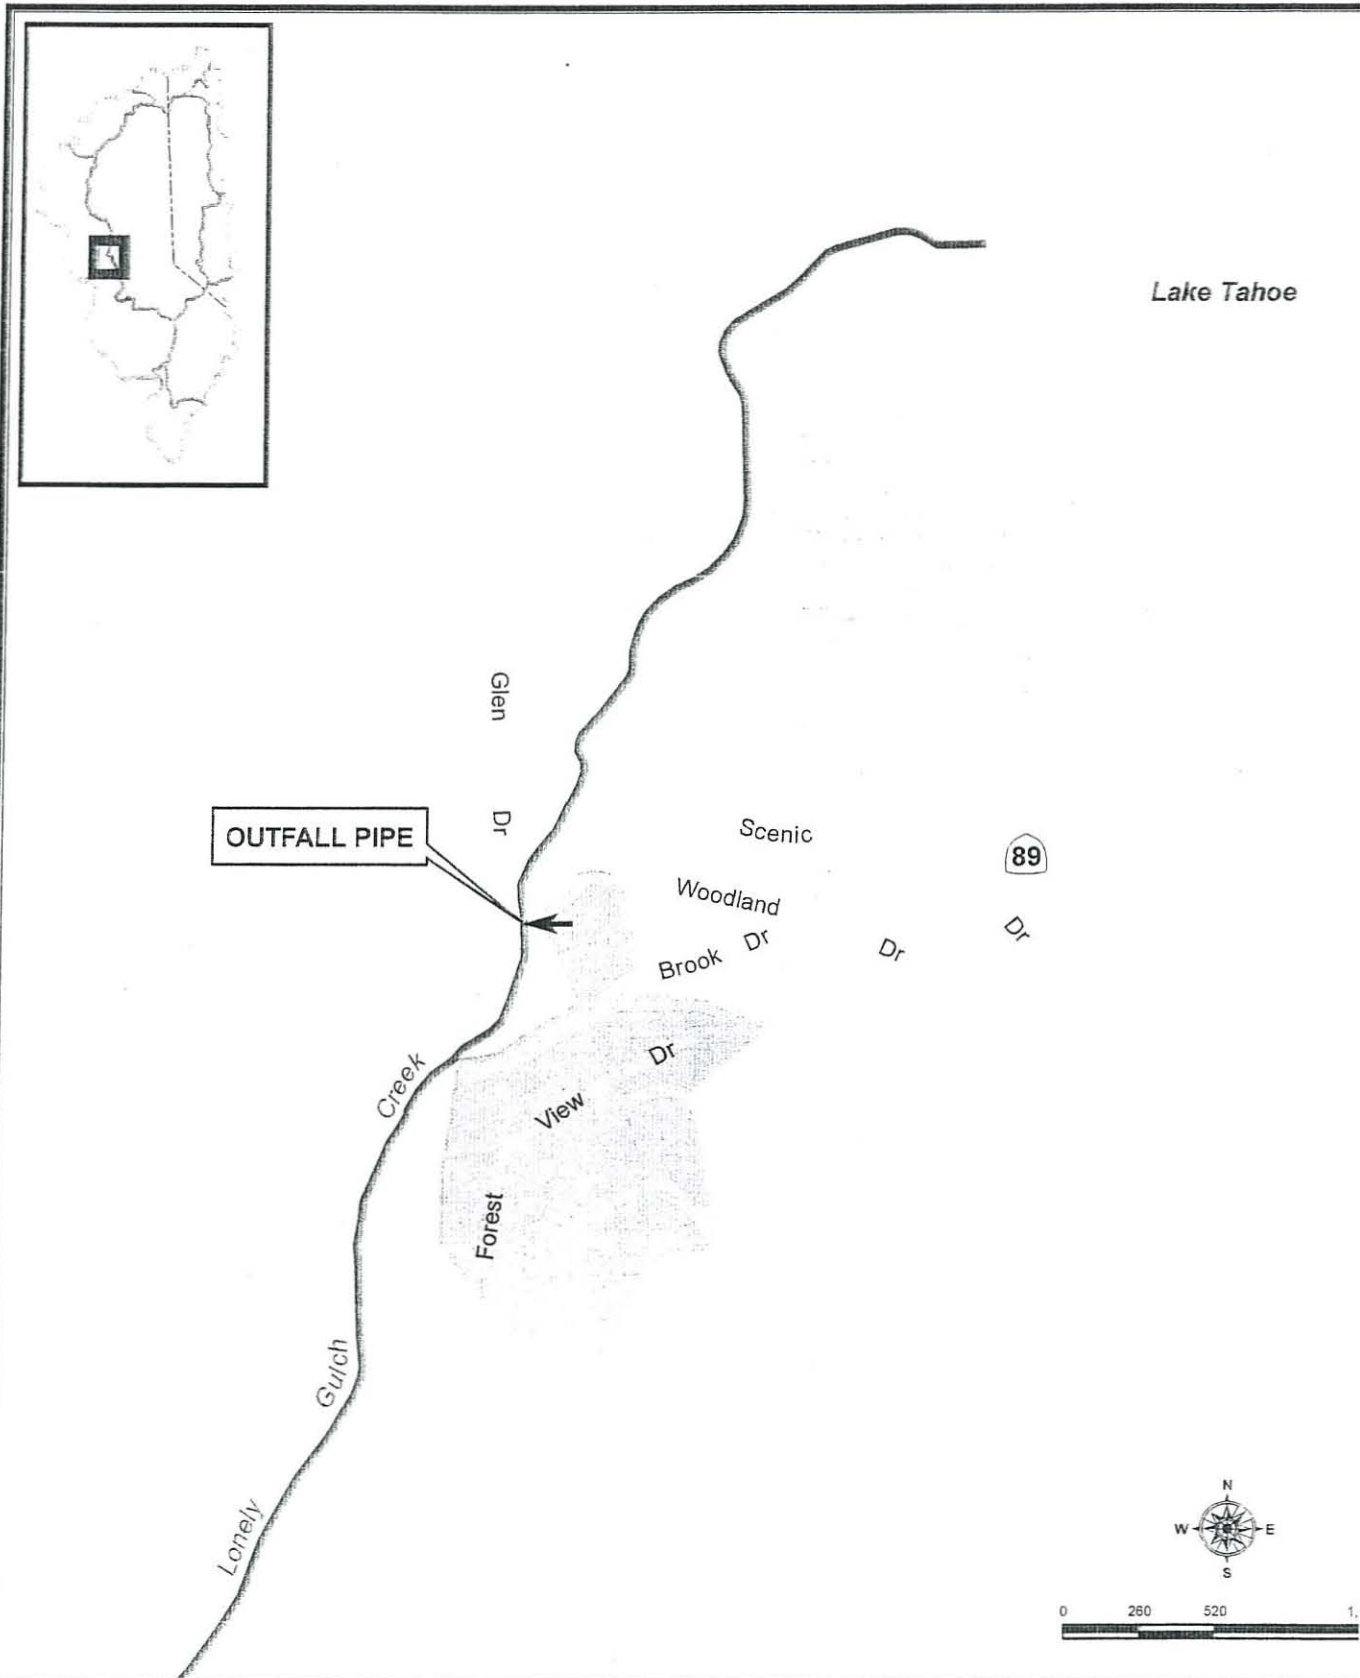 Lake Tahoe
Glen
Dr
OUTFALL PIPE
Scenic
89
Woodland
Dr
Brook
Dr
Dr
Dr
Creek
View
Forest
Gulch
Lonely
N
W E
S
0 260 520 1,